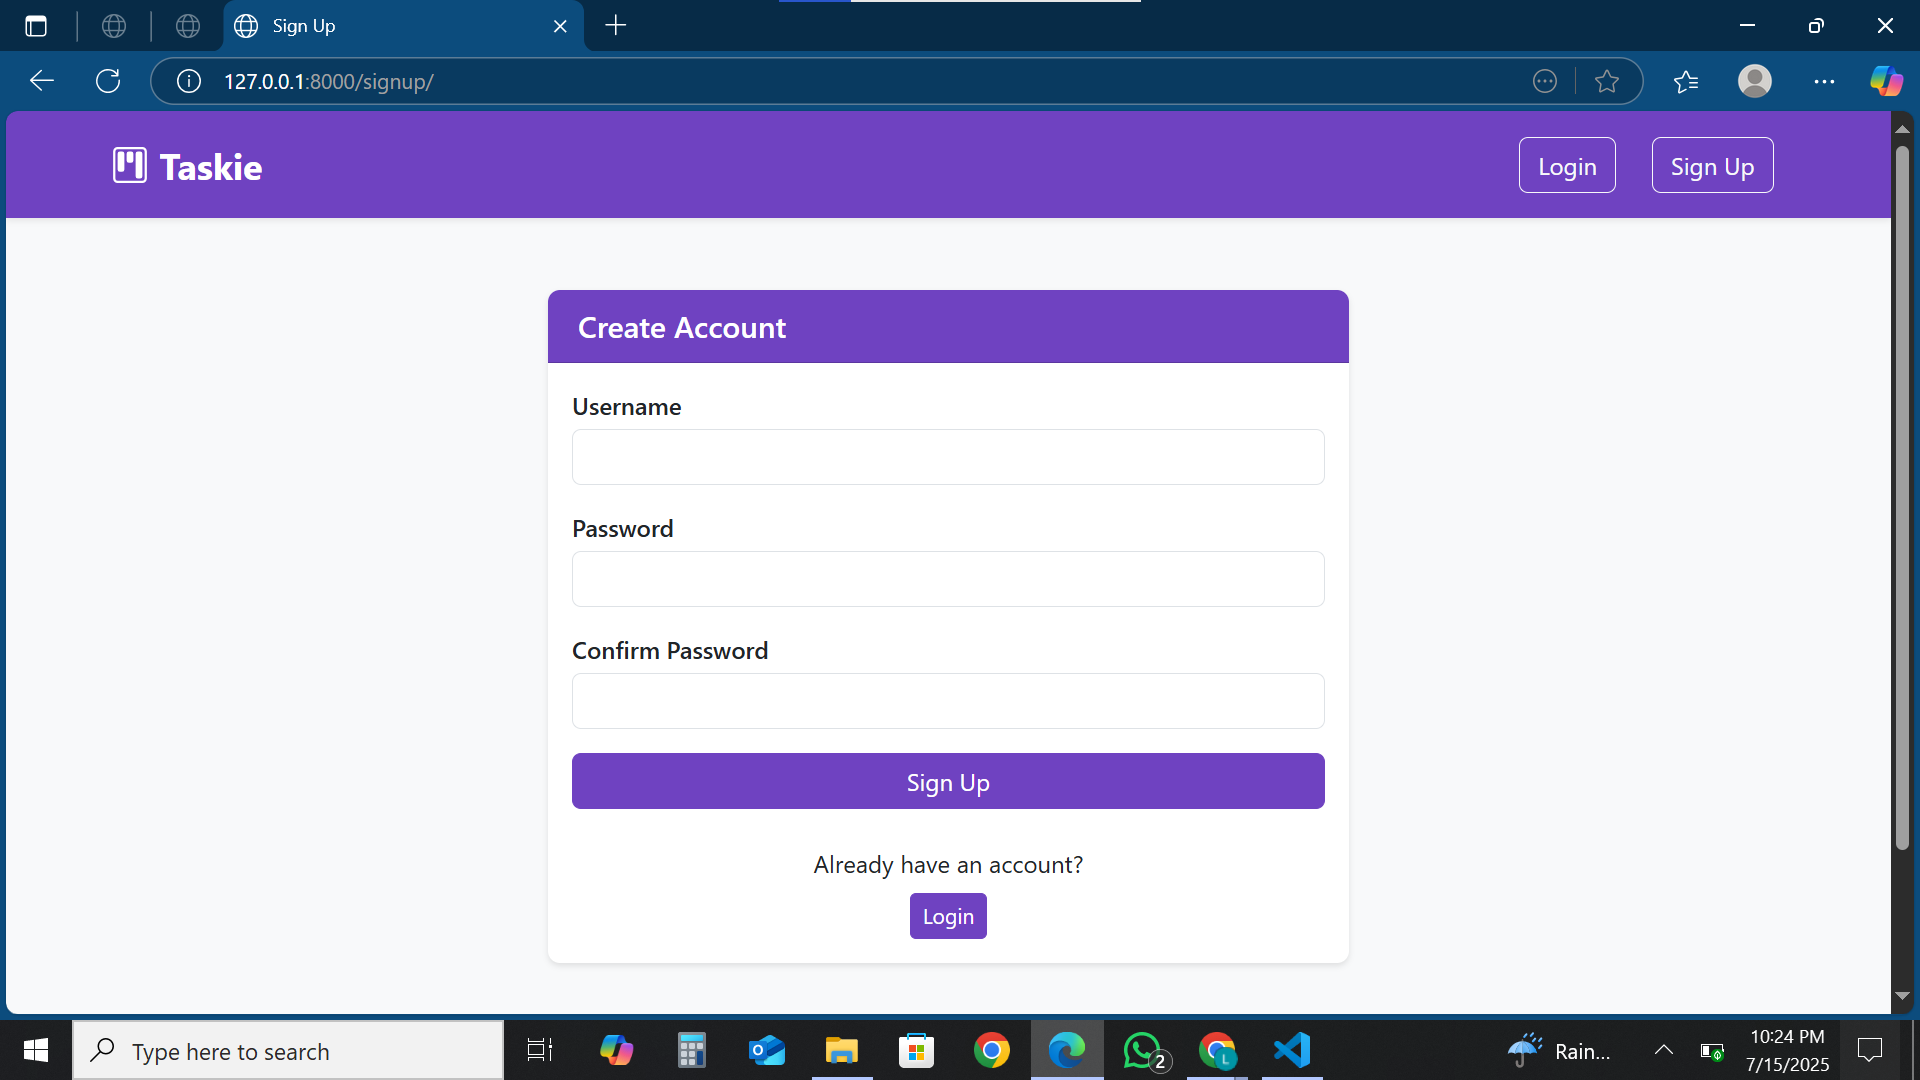 Sign Up
127.0.0.1:8000/signup/
Taskie
Login
Sign Up
Create Account
Username
Password
Confirm Password
Sign Up
Already have an account?
Login
Type here to search
2
L
Rain...
10:24 PM
7/15/2025